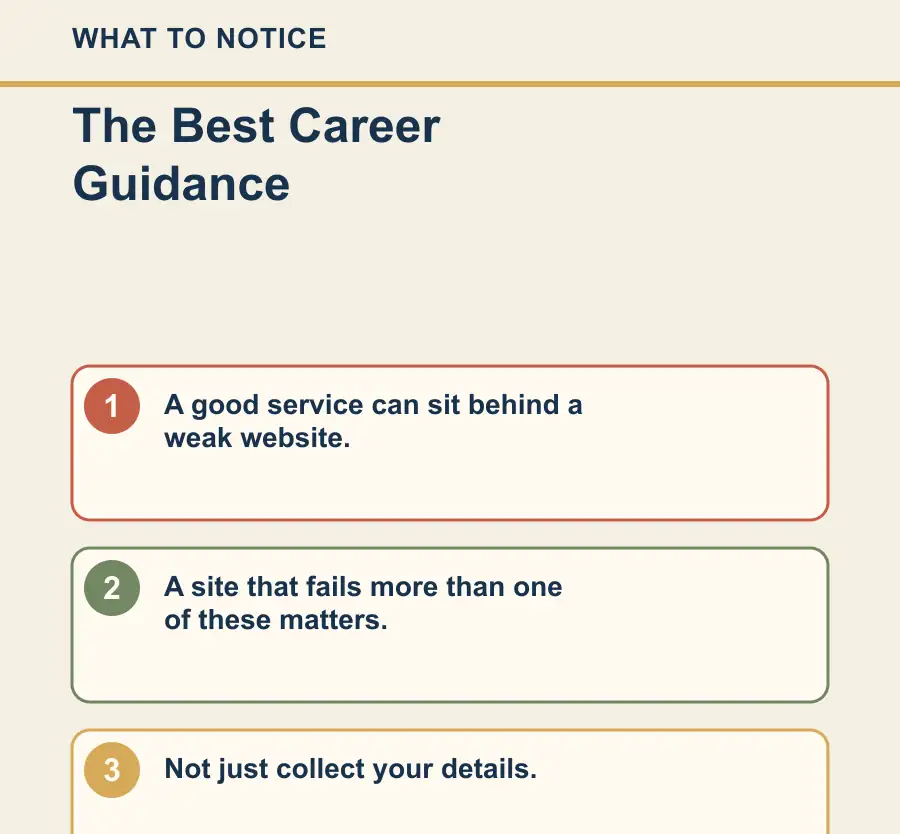 WHAT TO NOTICE
The Best Career
Guidance
1
A good service can sit behind a
weak website.
2
A site that fails more than one
of these matters.
3
Not just collect your details.